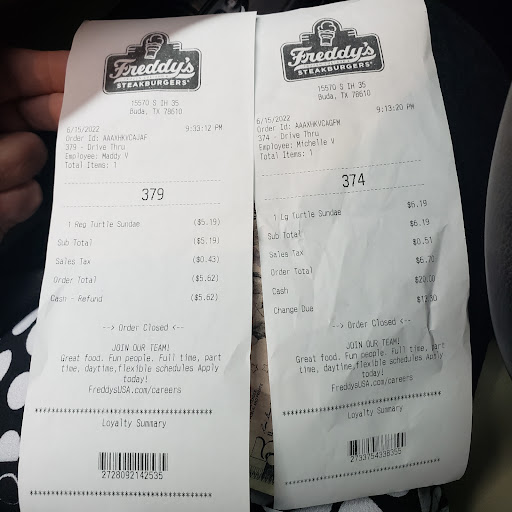 Freddy's
STEAKBURGERS
15570 S IH 35
Buda, TX 78610
6/15/2022 9:33:12 PM
Order Id: AAAXHKVCAJAF
379 - Drive Thru
Employee: Maddy V
Total Items: 1
379
1 Reg Turtle Sundae ($5.19)
Sub Total ($5.19)
Sales Tax ($0.43)
Order Total ($5.62)
Cash - Refund ($5.62)
--> Order Closed <--
JOIN OUR TEAM!
Great food. Fun people. Full time, part
time, daytime,flexible schedules Apply
today!
FreddysUSA.com/careers
****************************************
Loyalty Summary
2728092142535
****************************************
Freddy's
STEAKBURGERS
15570 S IH 35
Buda, TX 78610
6/15/2022 9:13:20 PM
Order Id: AAAXHKVCAGFM
374 - Drive Thru
Employee: Michelle V
Total Items: 1
374
1 Lg Turtle Sundae $6.19
Sub Total $6.19
Sales Tax $0.51
Order Total $6.70
Cash $20.00
Change Due $13.30
--> Order Closed <--
JOIN OUR TEAM!
Great food. Fun people. Full time, part
time, daytime,flexible schedules Apply
today!
FreddysUSA.com/careers
****************************************
Loyalty Summary
2733754338355
****************************************